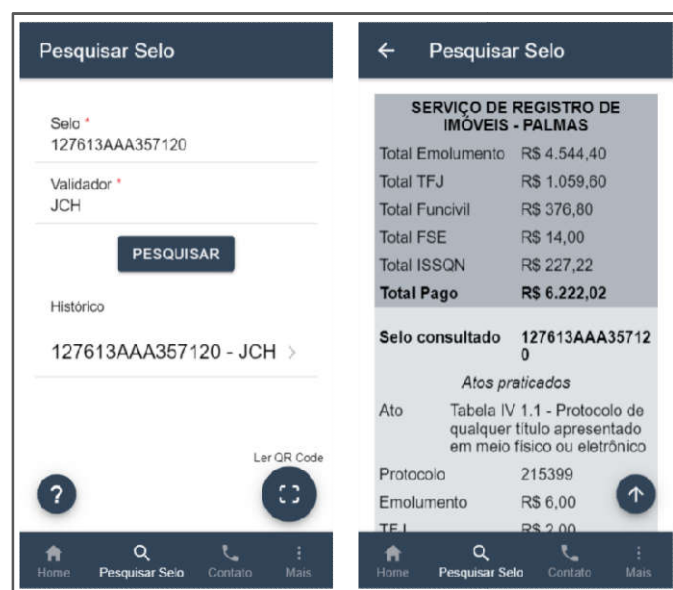 Pesquisar Selo
Selo *
127613AAA357120
Validador *
JCH
PESQUISAR
Histórico
127613AAA357120 - JCH
Ler QR Code
?
Home Pesquisar Selo Contato Mais
Pesquisar Selo
SERVIÇO DE REGISTRO DE
IMÓVEIS - PALMAS
Total Emolumento R$ 4.544,40
Total TFJ R$ 1.059,60
Total Funcivil R$ 376,80
Total FSE R$ 14,00
Total ISSQN R$ 227,22
Total Pago R$ 6.222,02
Selo consultado 127613AAA35712
0
Atos praticados
Ato Tabela IV 1.1 - Protocolo de
qualquer título apresentado
em meio físico ou eletrônico
Protocolo 215399
Emolumento R$ 6,00
TFJ R$ 2,00
Home Pesquisar Selo Contato Mais